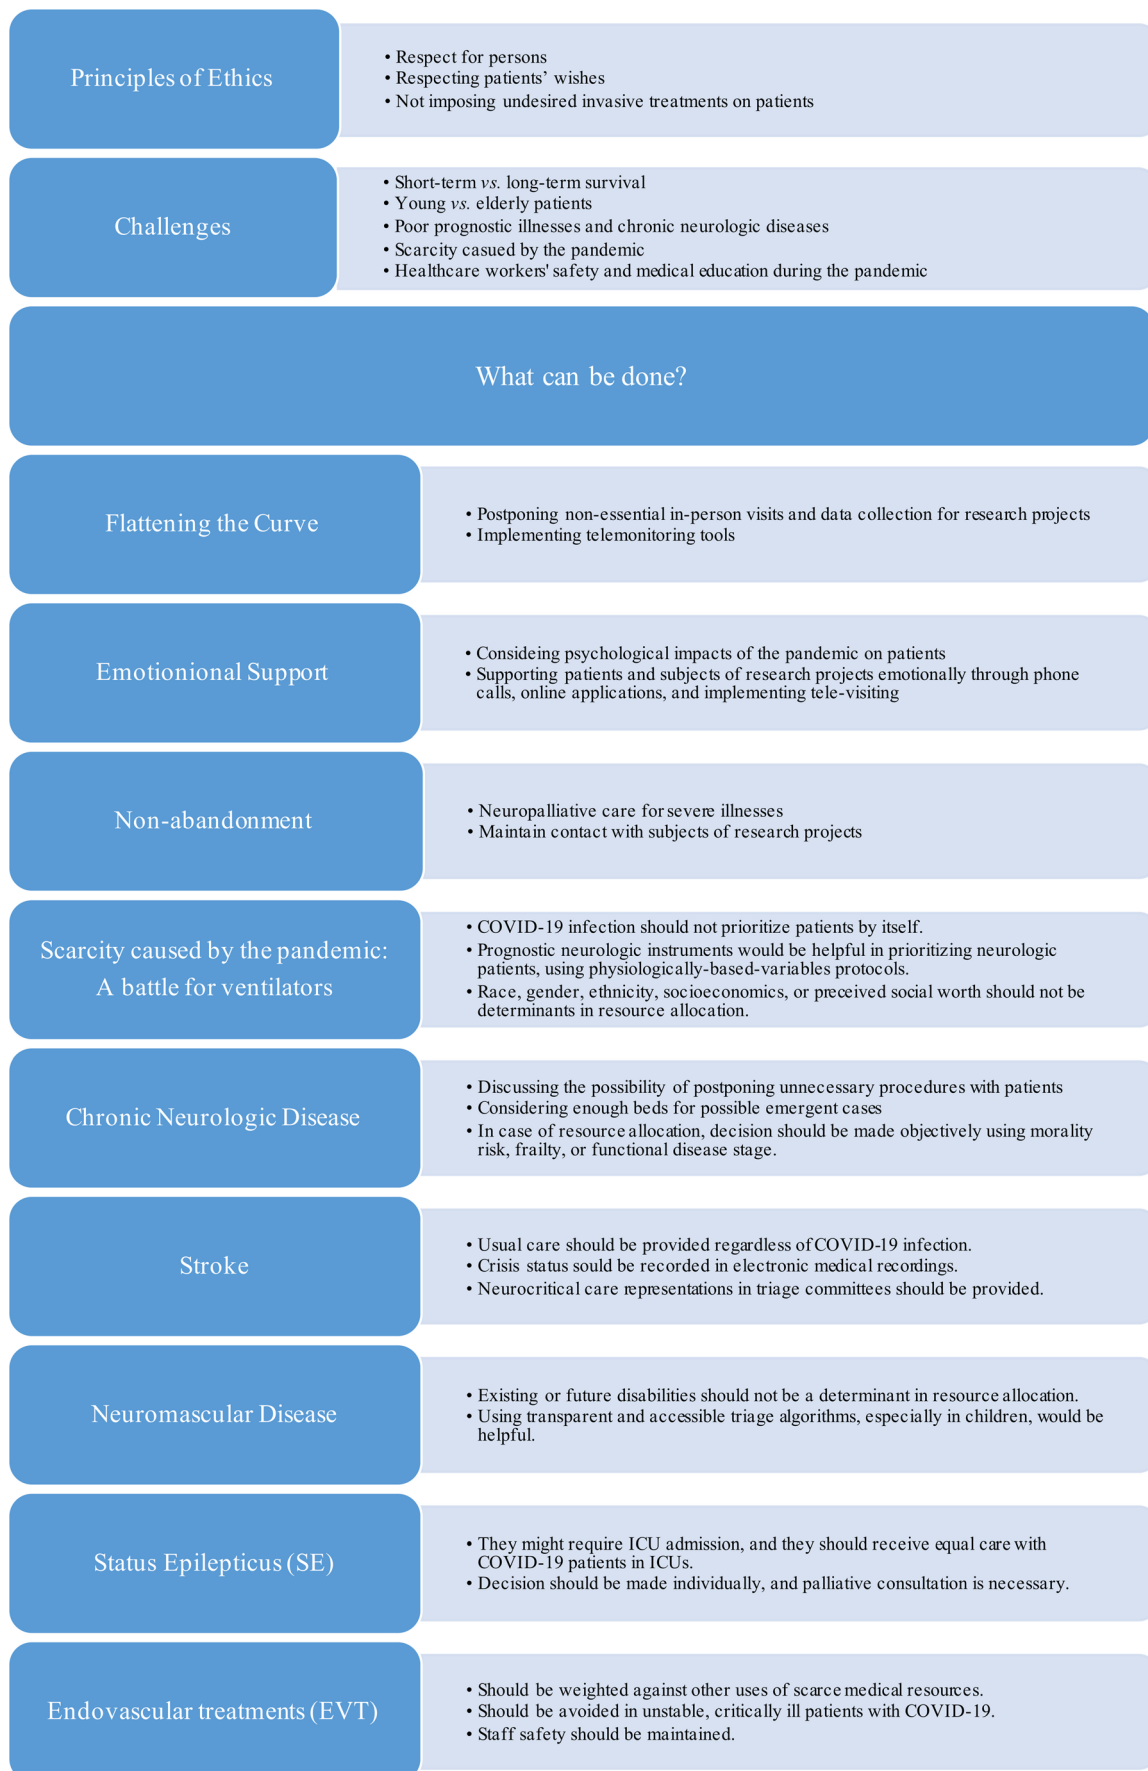 Principles of Ethics
• Respect for persons
• Respecting patients’ wishes
• Not imposing undesired invasive treatments on patients
Challenges
• Short-term vs. long-term survival
• Young vs. elderly patients
• Poor prognostic illnesses and chronic neurologic diseases
• Scarcity casued by the pandemic
• Healthcare workers' safety and medical education during the pandemic
What can be done?
Flattening the Curve
• Postponing non-essential in-person visits and data collection for research projects
• Implementing telemonitoring tools
Emotionional Support
• Consideing psychological impacts of the pandemic on patients
• Supporting patients and subjects of research projects emotionally through phone
calls, online applications, and implementing tele-visiting
Non-abandonment
• Neuropalliative care for severe illnesses
• Maintain contact with subjects of research projects
Scarcity caused by the pandemic:
A battle for ventilators
• COVID-19 infection should not prioritize patients by itself.
• Prognostic neurologic instruments would be helpful in prioritizing neurologic
patients, using physiologically-based-variables protocols.
• Race, gender, ethnicity, socioeconomics, or preceived social worth should not be
determinants in resource allocation.
Chronic Neurologic Disease
• Discussing the possibility of postponing unnecessary procedures with patients
• Considering enough beds for possible emergent cases
• In case of resource allocation, decision should be made objectively using morality
risk, frailty, or functional disease stage.
Stroke
• Usual care should be provided regardless of COVID-19 infection.
• Crisis status sould be recorded in electronic medical recordings.
• Neurocritical care representations in triage committees should be provided.
Neuromascular Disease
• Existing or future disabilities should not be a determinant in resource allocation.
• Using transparent and accessible triage algorithms, especially in children, would be
helpful.
Status Epilepticus (SE)
• They might require ICU admission, and they should receive equal care with
COVID-19 patients in ICUs.
• Decision should be made individually, and palliative consultation is necessary.
Endovascular treatments (EVT)
• Should be weighted against other uses of scarce medical resources.
• Should be avoided in unstable, critically ill patients with COVID-19.
• Staff safety should be maintained.